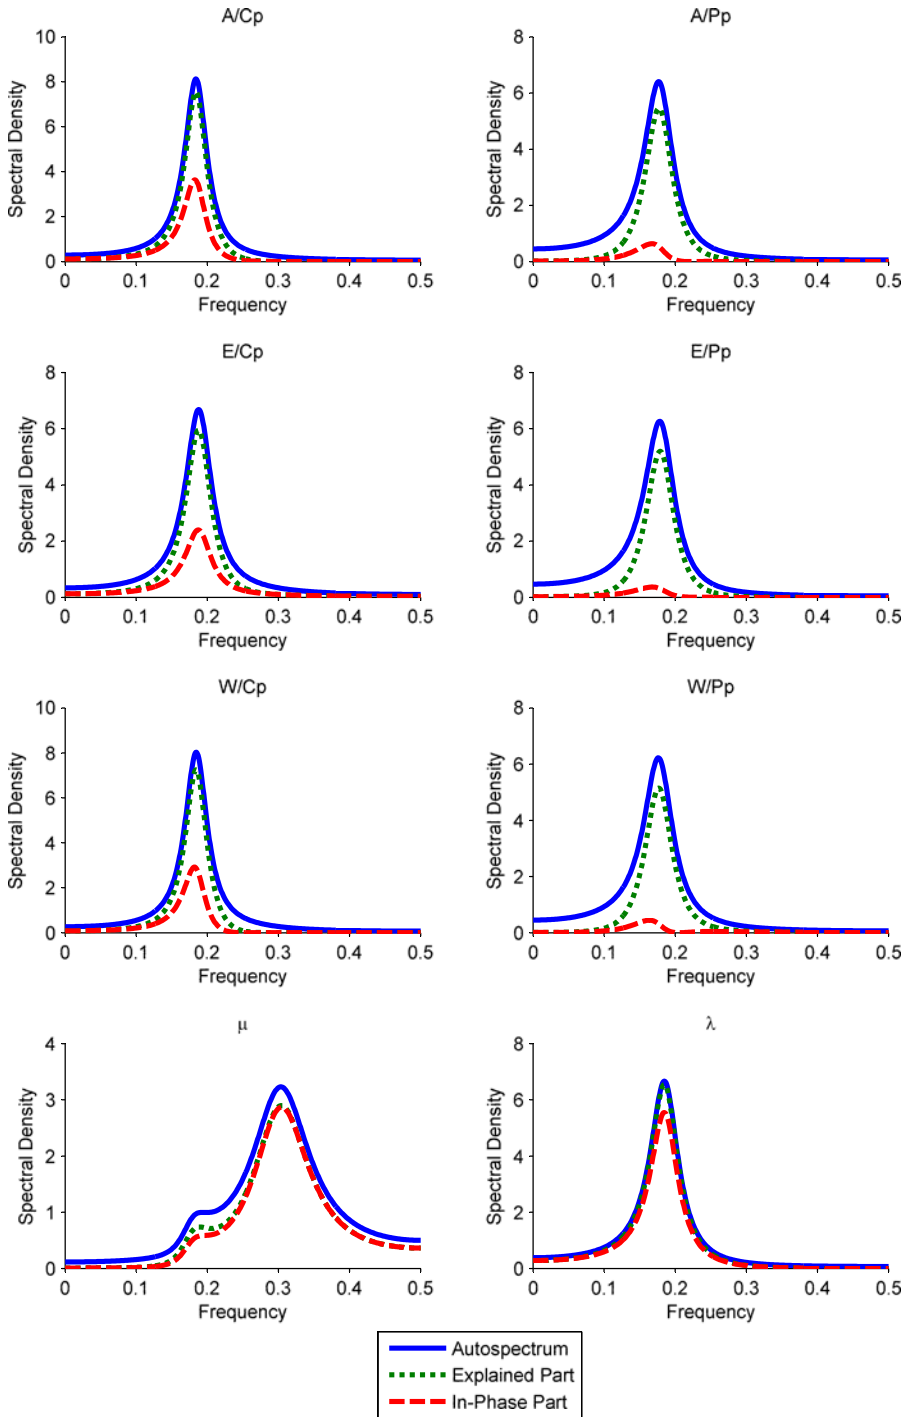 A/Cp
Spectral Density
10
8
6
4
2
0
0 0.1 0.2 0.3 0.4 0.5
Frequency
A/Pp
Spectral Density
8
6
4
2
0
0 0.1 0.2 0.3 0.4 0.5
Frequency
E/Cp
Spectral Density
8
6
4
2
0
0 0.1 0.2 0.3 0.4 0.5
Frequency
E/Pp
Spectral Density
8
6
4
2
0
0 0.1 0.2 0.3 0.4 0.5
Frequency
W/Cp
Spectral Density
10
8
6
4
2
0
0 0.1 0.2 0.3 0.4 0.5
Frequency
W/Pp
Spectral Density
8
6
4
2
0
0 0.1 0.2 0.3 0.4 0.5
Frequency
μ
Spectral Density
4
3
2
1
0
0 0.1 0.2 0.3 0.4 0.5
Frequency
λ
Spectral Density
8
6
4
2
0
0 0.1 0.2 0.3 0.4 0.5
Frequency
Autospectrum
Explained Part
In-Phase Part